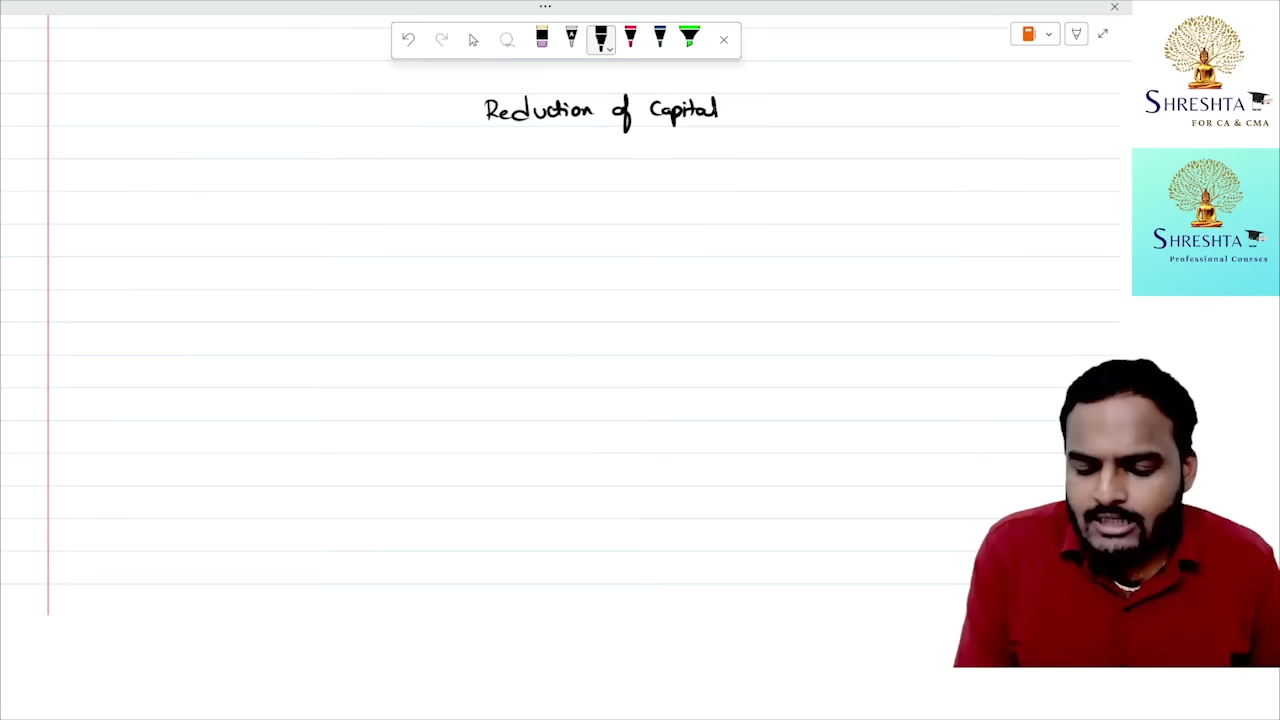 Reduction of Capital
SHRESHTA
FOR CA & CMA
SHRESHTA
Professional Courses